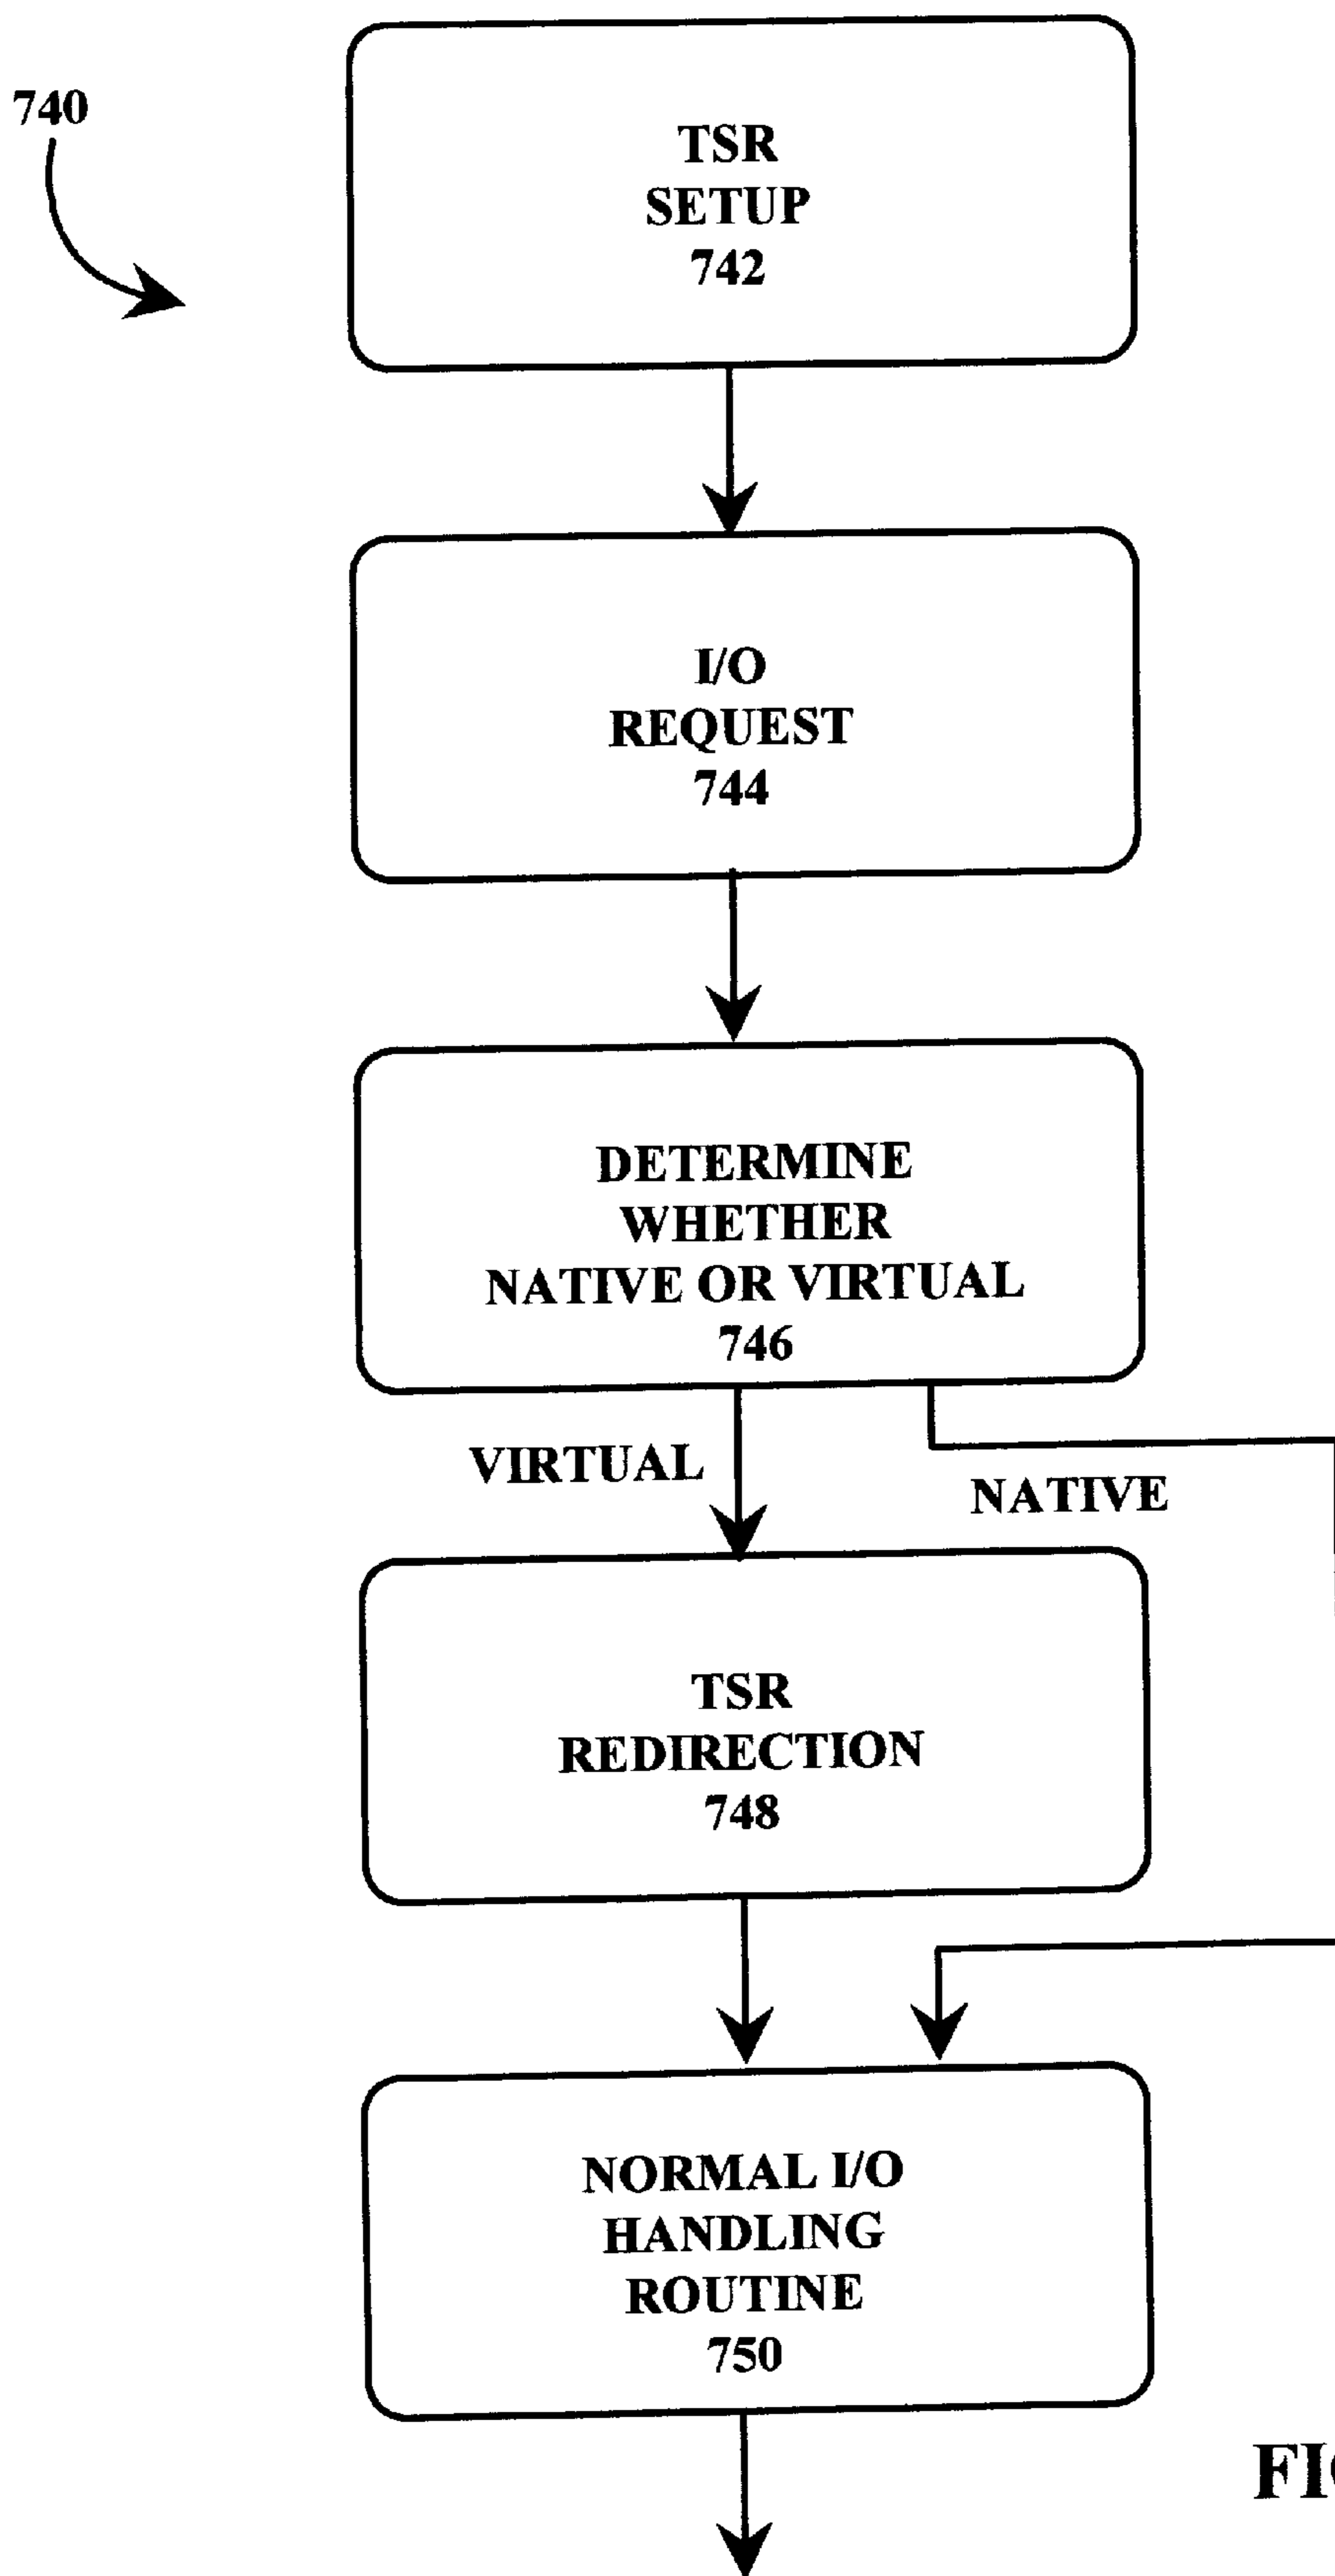 740
TSR
SETUP
742
I/O
REQUEST
744
DETERMINE
WHETHER
NATIVE OR VIRTUAL
746
VIRTUAL
NATIVE
TSR
REDIRECTION
748
NORMAL I/O
HANDLING
ROUTINE
750